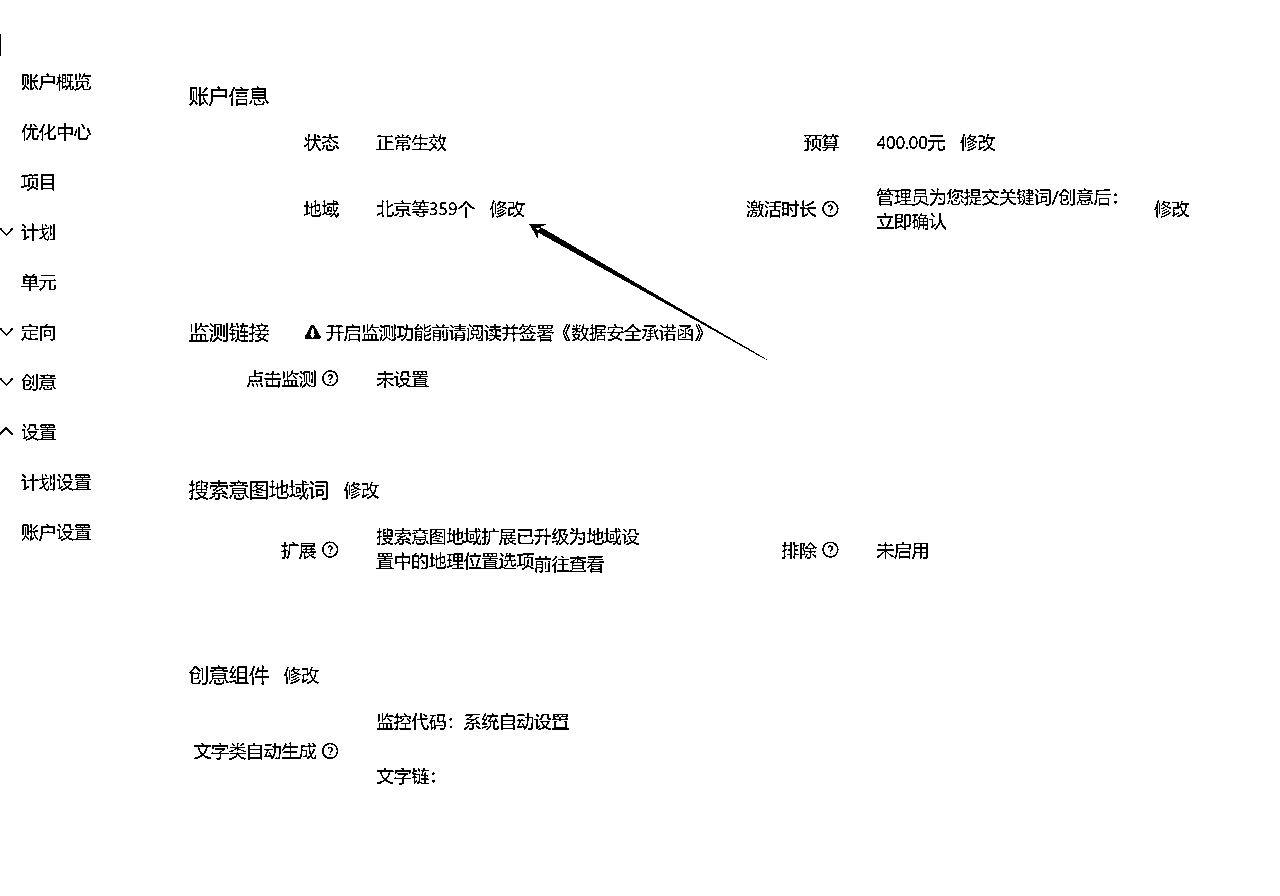 账户概览
优化中心
项目
计划
单元
定向
创意
设置
计划设置
账户设置
账户信息
状态 正常生效
预算 400.00元 修改
地域 北京等359个 修改
激活时长 管理员为您提交关键词/创意后：
立即确认
修改
监测链接 开启监测功能前请阅读并签署《数据安全承诺函》
点击监测 未设置
搜索意图地域词 修改
扩展 搜索意图地域扩展已升级为地域设
置中的地理位置选项前往查看
排除 未启用
创意组件 修改
文字类自动生成
监控代码：系统自动设置
文字链：